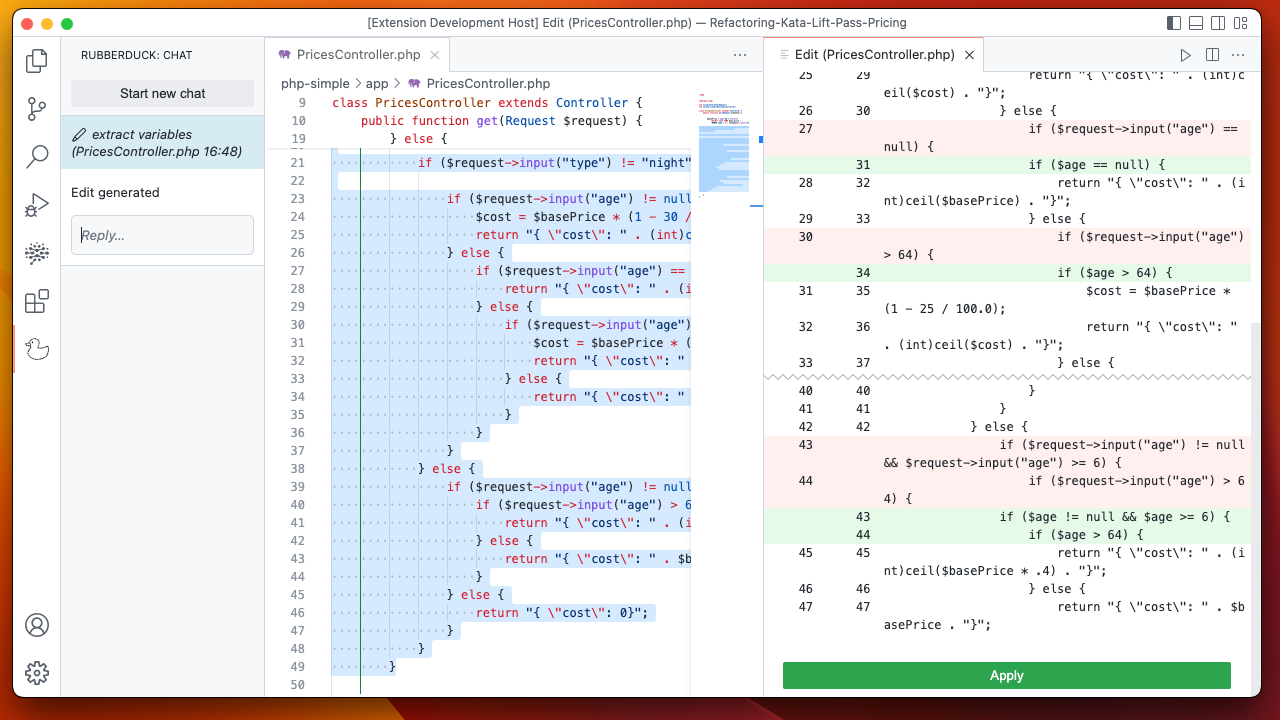 [Extension Development Host] Edit (PricesController.php) — Refactoring-Kata-Lift-Pass-Pricing
RUBBERDUCK: CHAT
Start new chat
extract variables
(PricesController.php 16:48)
Edit generated
Reply...
PricesController.php
php-simple > app > PricesController.php
9 class PricesController extends Controller {
10 public function get(Request $request) {
} else {
21 if ($request->input("type") != "night"
22
23 if ($request->input("age") != null
24 $cost = $basePrice * (1 - 30 /
25 return "{ \"cost\": " . (int)c
26 } else {
27 if ($request->input("age") ==
28 return "{ \"cost\": " . (i
29 } else {
30 if ($request->input("age")
31 $cost = $basePrice * (
32 return "{ \"cost\": "
33 } else {
34 return "{ \"cost\": "
35 }
36 }
37 }
38 } else {
39 if ($request->input("age") != null
40 if ($request->input("age") > 6
41 return "{ \"cost\": " . (i
42 } else {
43 return "{ \"cost\": " . $b
44 }
45 } else {
46 return "{ \"cost\": 0}";
47 }
48 }
49 }
50
Edit (PricesController.php)
25 29 return "{ \"cost\": " . (int)c
eil($cost) . "}";
26 30 } else {
27 if ($request->input("age") ==
null) {
31 if ($age == null) {
28 32 return "{ \"cost\": " . (i
nt)ceil($basePrice) . "}";
29 33 } else {
30 if ($request->input("age")
> 64) {
34 if ($age > 64) {
31 35 $cost = $basePrice *
(1 - 25 / 100.0);
32 36 return "{ \"cost\": "
. (int)ceil($cost) . "}";
33 37 } else {
40 40 }
41 41 }
42 42 } else {
43 if ($request->input("age") != null
&& $request->input("age") >= 6) {
44 if ($request->input("age") > 6
4) {
43 if ($age != null && $age >= 6) {
44 if ($age > 64) {
45 45 return "{ \"cost\": " . (i
nt)ceil($basePrice * .4) . "}";
46 46 } else {
47 47 return "{ \"cost\": " . $b
asePrice . "}";
Apply